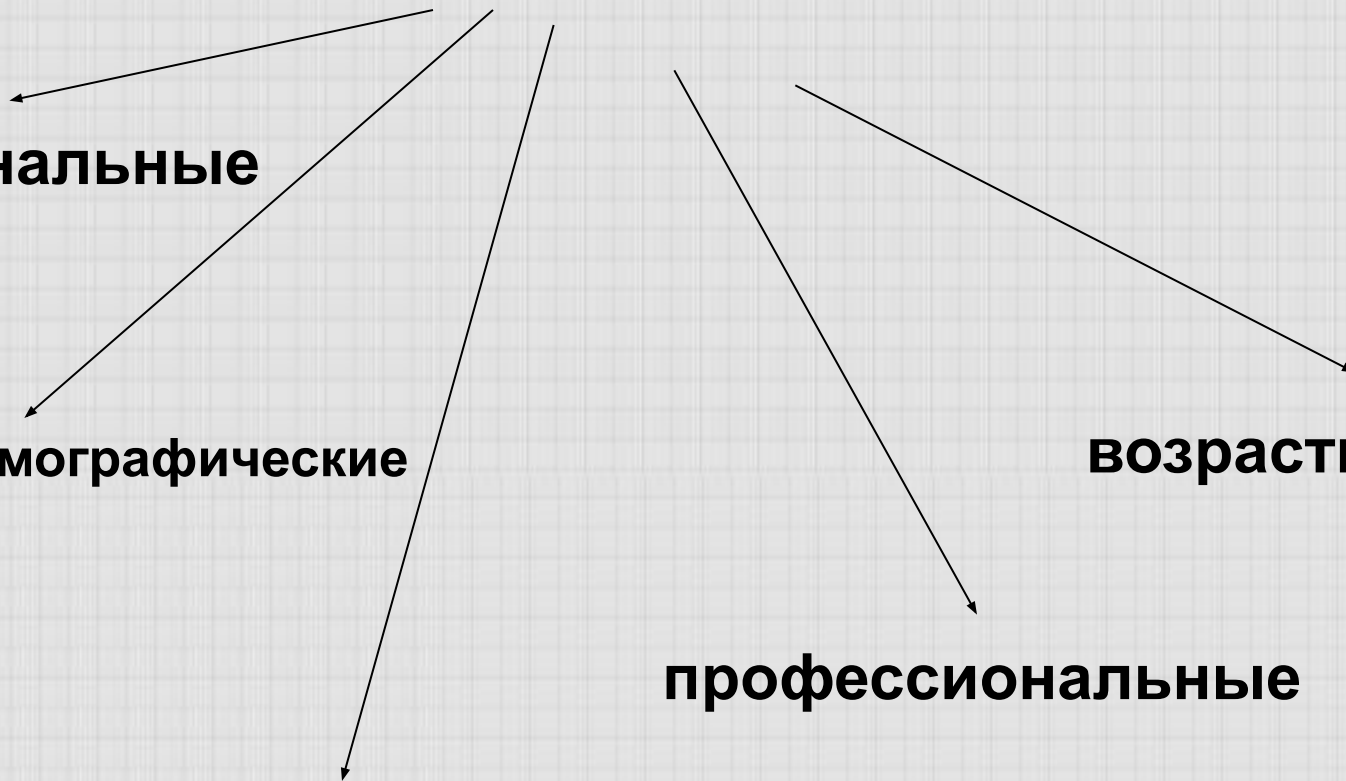 нальные
мографические
возраст
профессиональные